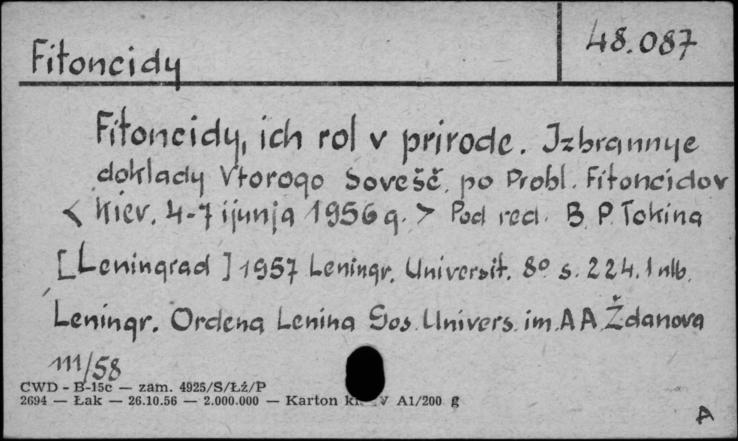 Fitoncidy
48.087
Fitoncidy, ich rol v prirode. Izbrannye
doklady Vtorogo Sovešč. po Probl. Fitoncidov
< Kiev. 4-7 ijunja 1956 g. > Pod red. B. P. Tokina
[Leningrad] 1957 Leningr. Universit. 8° s. 224. 1 nlb.
Leningr. Ordena Lenina Gos. Univers. im. A A. Ždanova
111/58
CWD - B-15c — zam. 4925/S/Łź/P
2694 — Łak — 26.10.56 — 2.000.000 — Karton V A1/200 g
A